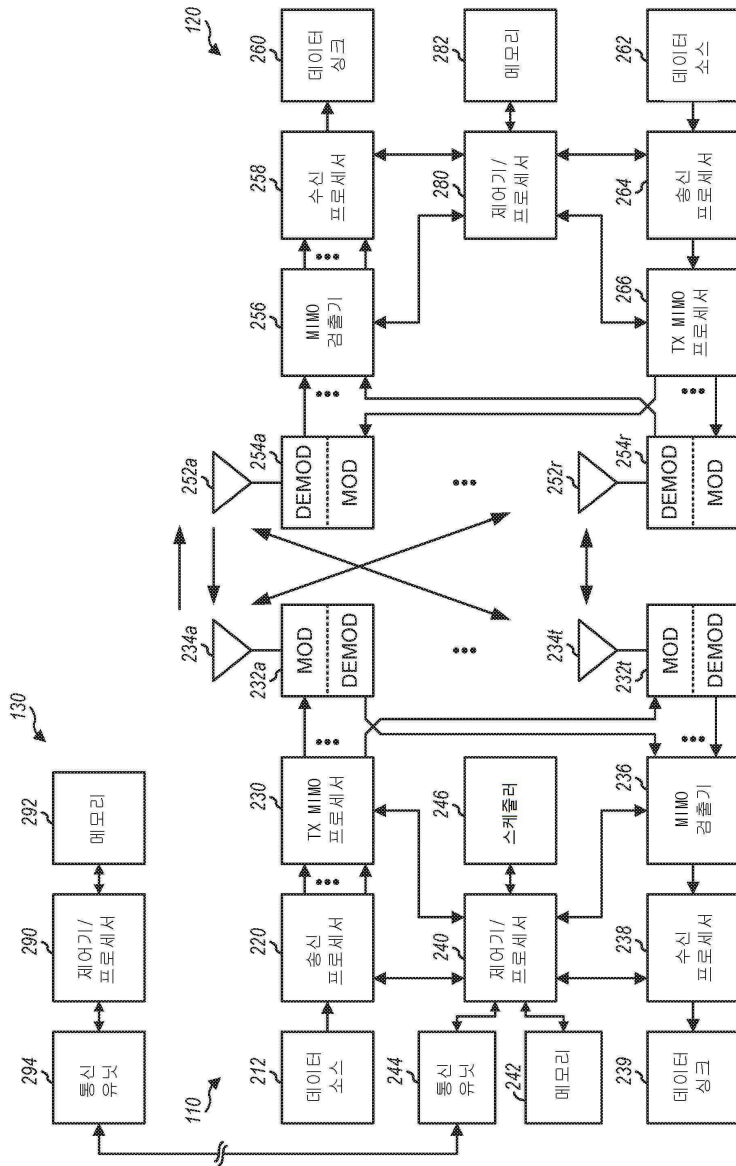 130
294
통신
유닛
290
제어기/
프로세서
292
메모리
110
212
데이터
소스
220
송신
프로세서
230
TX MIMO
프로세서
234a
232a
MOD
DEMOD
252a
254a
DEMOD
MOD
256
MIMO
검출기
258
수신
프로세서
260
데이터
싱크
120
244
통신
유닛
242
메모리
240
제어기/
프로세서
246
스케줄러
280
제어기/
프로세서
282
메모리
239
데이터
싱크
238
수신
프로세서
236
MIMO
검출기
234t
232t
MOD
DEMOD
252r
254r
DEMOD
MOD
266
TX MIMO
프로세서
264
송신
프로세서
262
데이터
소스